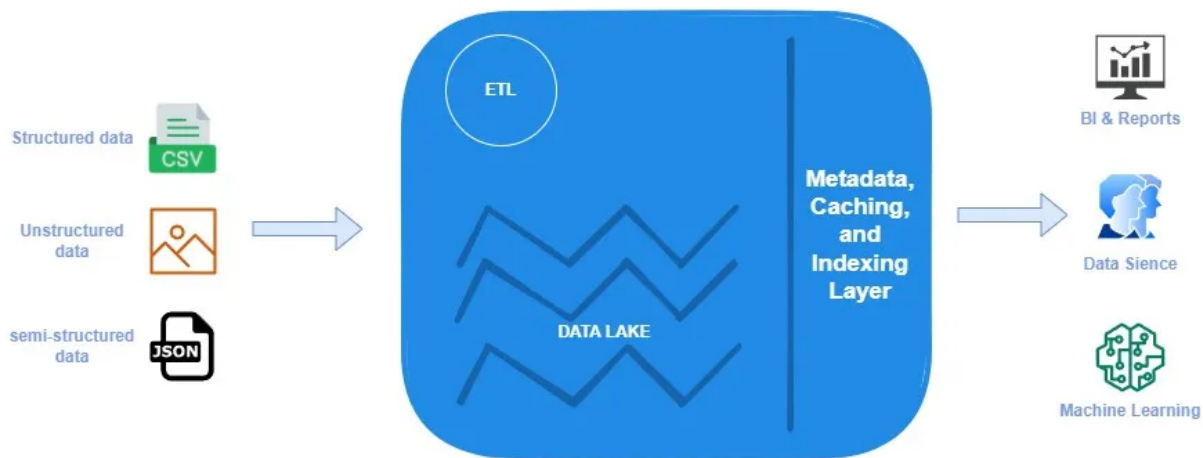 Structured data
CSV
Unstructured
data
semi-structured
data
JSON
ETL
DATA LAKE
Metadata,
Caching,
and
Indexing
Layer
BI & Reports
Data Sience
Machine Learning